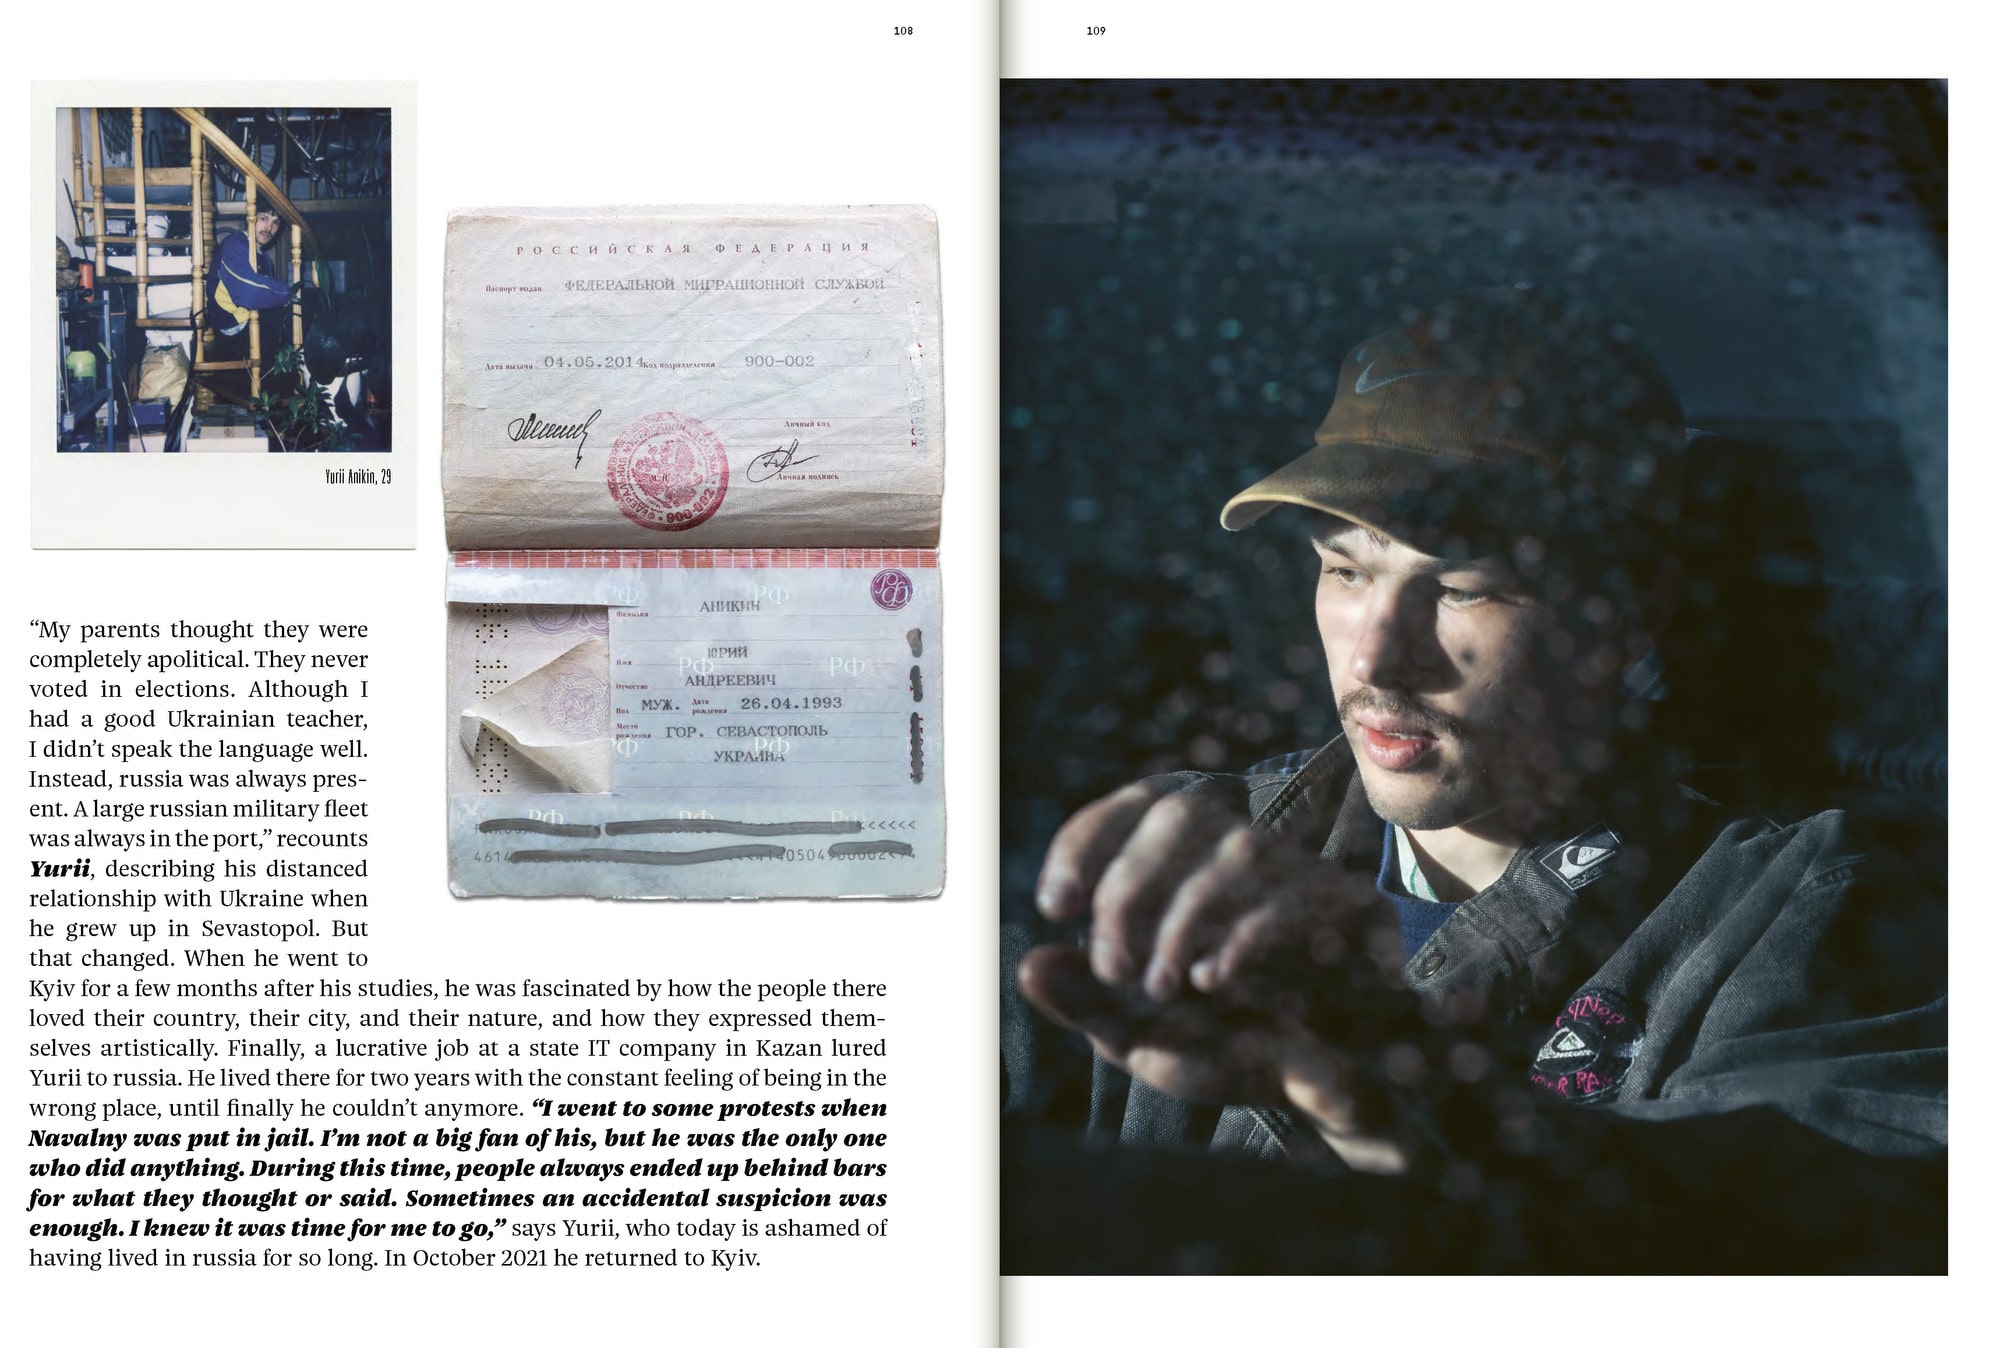 108
109
Yurii Anikin, 29
РОССИЙСКАЯ ФЕДЕРАЦИЯ
Паспорт выдан ФЕДЕРАЛЬНОЙ МИГРАЦИОННОЙ СЛУЖБОЙ
Дата выдачи 04.05.2014 Код подразделения 900-002
Личный код
М.П.
Личная подпись
900-002
РФ
Фамилия АНИКИН
Имя ЮРИЙ
Отчество АНДРЕЕВИЧ
Пол МУЖ. Дата рождения 26.04.1993
Место рождения ГОР. СЕВАСТОПОЛЬ
УКРАИНА
“My parents thought they were
completely apolitical. They never
voted in elections. Although I
had a good Ukrainian teacher,
I didn’t speak the language well.
Instead, russia was always pres-
ent. A large russian military fleet
was always in the port,” recounts
Yurii, describing his distanced
relationship with Ukraine when
he grew up in Sevastopol. But
that changed. When he went to
Kyiv for a few months after his studies, he was fascinated by how the people there
loved their country, their city, and their nature, and how they expressed them-
selves artistically. Finally, a lucrative job at a state IT company in Kazan lured
Yurii to russia. He lived there for two years with the constant feeling of being in the
wrong place, until finally he couldn’t anymore. “I went to some protests when
Navalny was put in jail. I’m not a big fan of his, but he was the only one
who did anything. During this time, people always ended up behind bars
for what they thought or said. Sometimes an accidental suspicion was
enough. I knew it was time for me to go,” says Yurii, who today is ashamed of
having lived in russia for so long. In October 2021 he returned to Kyiv.